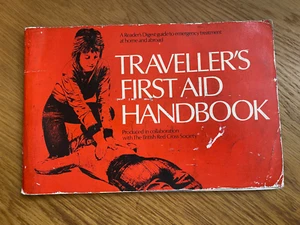 A Reader's Digest guide to emergency treatment
at home and abroad
TRAVELLER'S
FIRST AID
HANDBOOK
Produced in collaboration
with The British Red Cross Society